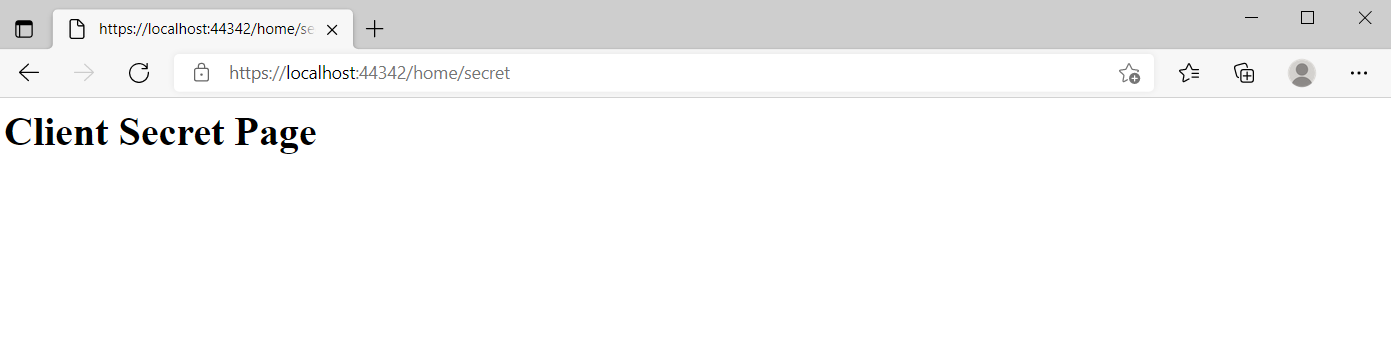 https://localhost:44342/home/se
https://localhost:44342/home/secret
Client Secret Page